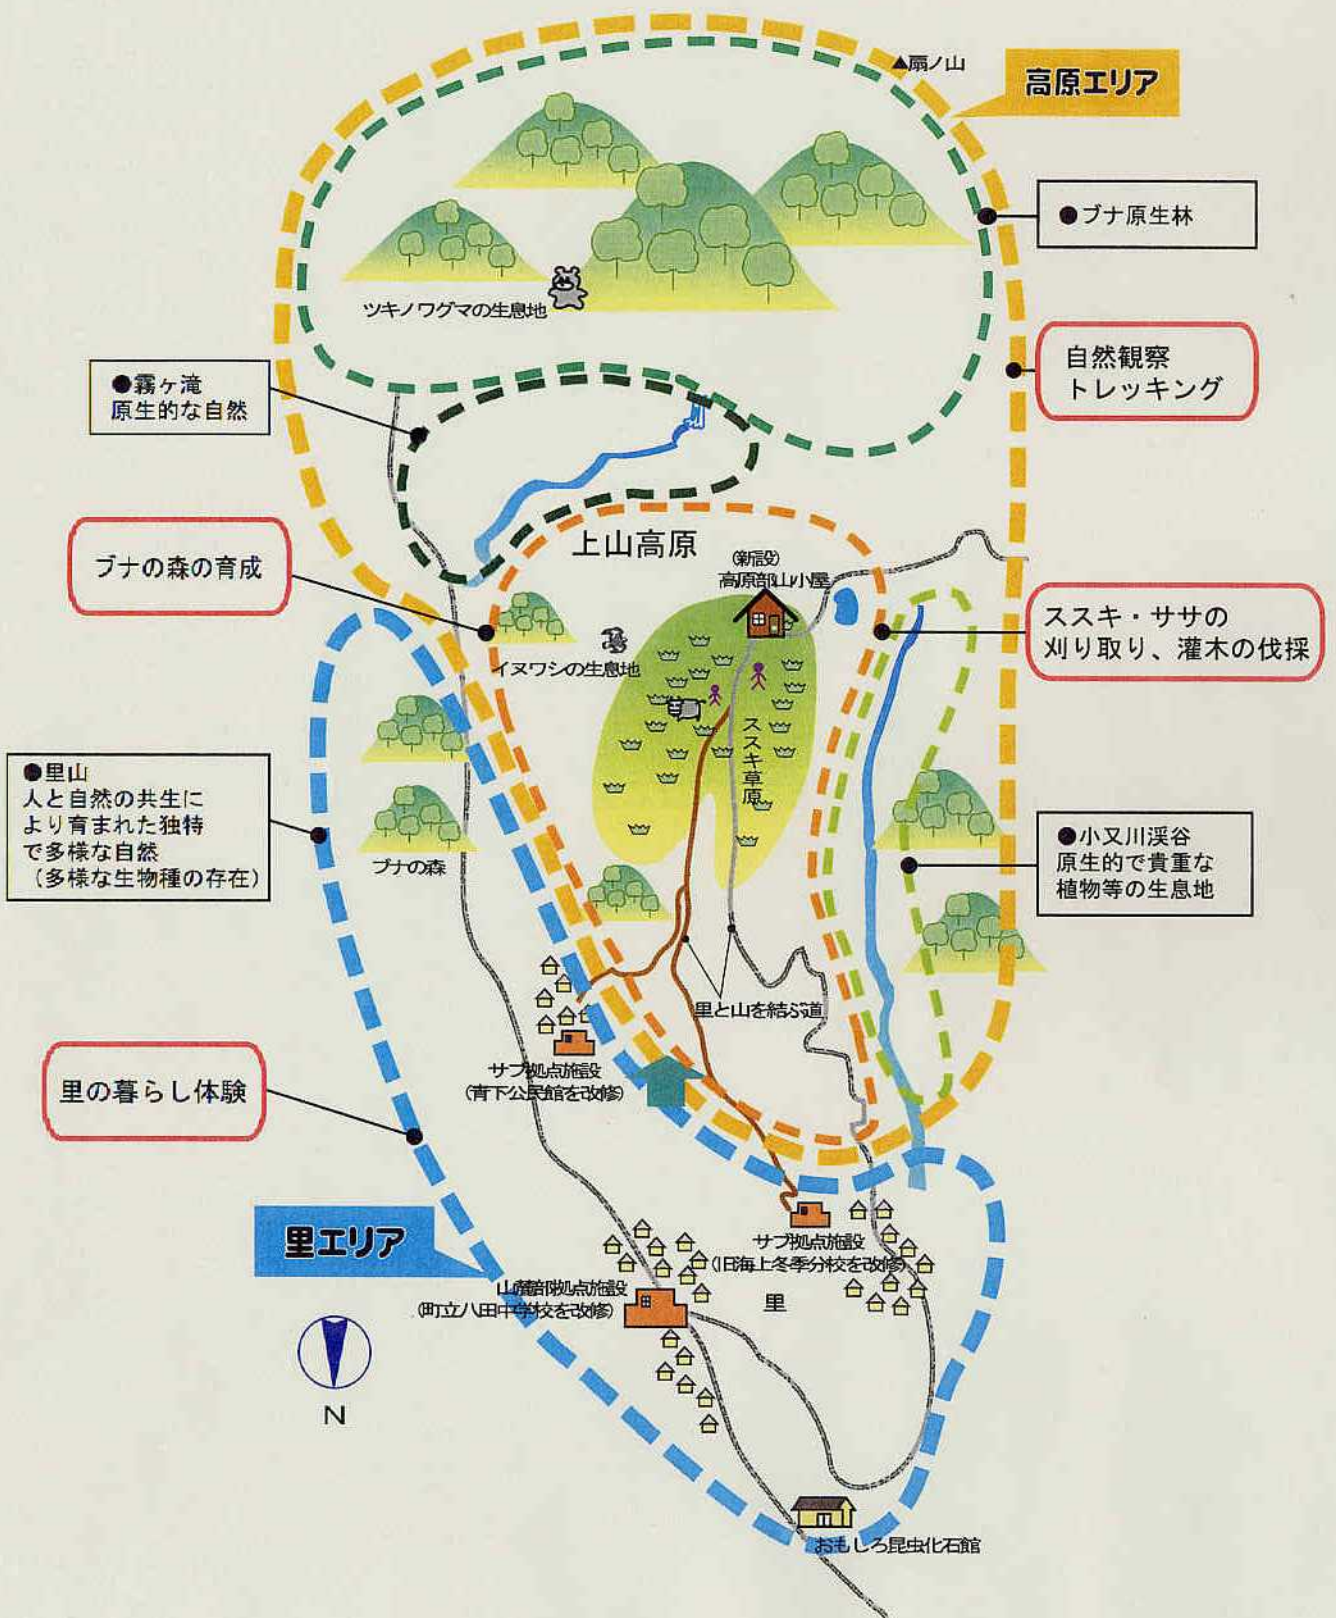 ▲扇ノ山
高原エリア
●ブナ原生林
ツキノワグマの生息地
自然観察
トレッキング
●霧ヶ滝
原生的な自然
上山高原
(新設)
高原部山小屋
ブナの森の育成
ススキ・ササの
刈り取り、灌木の伐採
イヌワシの生息地
ススキ草原
●里山
人と自然の共生に
より育まれた独特
で多様な自然
（多様な生物種の存在）
ブナの森
●小又川渓谷
原生的で貴重な
植物等の生息地
里と山を結ぶ道
サブ拠点施設
(青下公民館を改修)
里の暮らし体験
里エリア
サブ拠点施設
(旧海上冬季分校を改修)
山麓部拠点施設
(町立八田中学校を改修)
里
N
おもしろ昆虫化石館